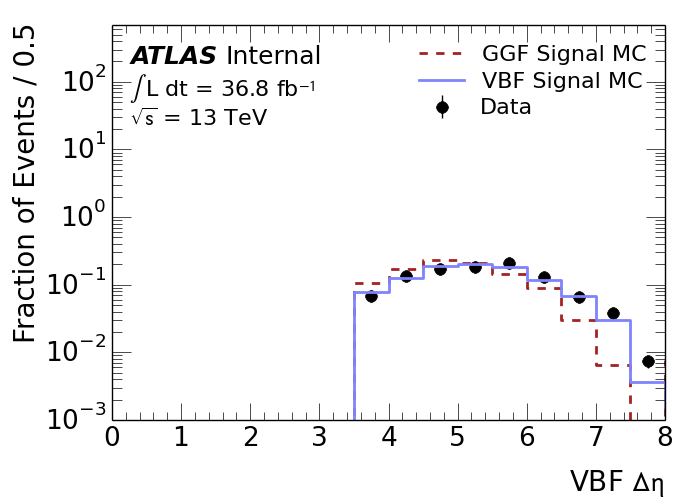 ATLAS Internal
∫L dt = 36.8 fb⁻¹
√s = 13 TeV
GGF Signal MC
VBF Signal MC
Data
Fraction of Events / 0.5
10²
10¹
10⁰
10⁻¹
10⁻²
10⁻³
0 1 2 3 4 5 6 7 8
VBF Δη